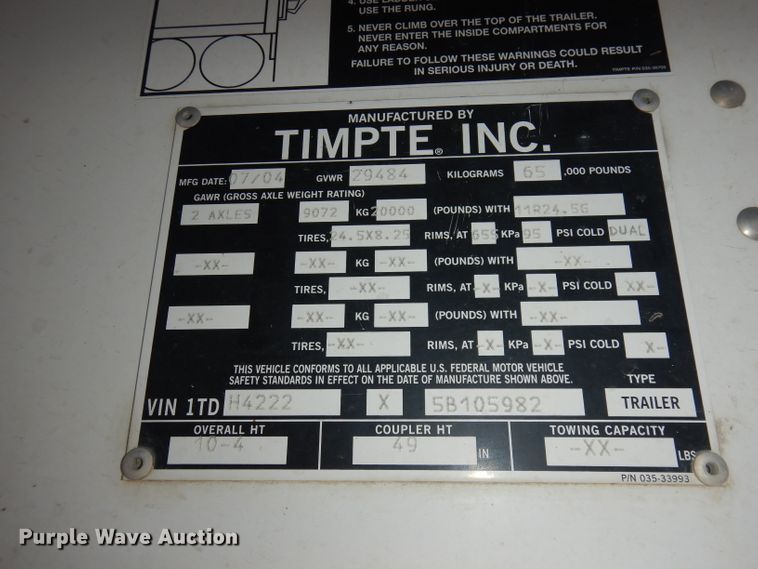 4. USE LADDER
USE THE RUNG.
5. NEVER CLIMB OVER THE TOP OF THE TRAILER.
NEVER ENTER THE INSIDE COMPARTMENTS FOR
ANY REASON.
FAILURE TO FOLLOW THESE WARNINGS COULD RESULT
IN SERIOUS INJURY OR DEATH.
MANUFACTURED BY
TIMPTE® INC.
MFG DATE: 07/04 GVWR 29484 KILOGRAMS 65 ,000 POUNDS
GAWR (GROSS AXLE WEIGHT RATING)
2 AXLES 9072 KG 20000 (POUNDS) WITH 11R24.5G
TIRES, 24.5X8.25 RIMS, AT 655 KPa 95 PSI COLD DUAL
-XX- -XX- KG -XX- (POUNDS) WITH -XX-
TIRES, -XX- RIMS, AT -X- KPa -X- PSI COLD XX-
-XX- -XX- KG -XX- (POUNDS) WITH -XX-
TIRES, -XX- RIMS, AT -X- KPa -X- PSI COLD X-
THIS VEHICLE CONFORMS TO ALL APPLICABLE U.S. FEDERAL MOTOR VEHICLE
SAFETY STANDARDS IN EFFECT ON THE DATE OF MANUFACTURE SHOWN ABOVE.
TYPE
VIN 1TD H4222 X 5B105982 TRAILER
OVERALL HT COUPLER HT TOWING CAPACITY
10-4 49 IN -XX- LBS
P/N 035-33993
Purple Wave Auction